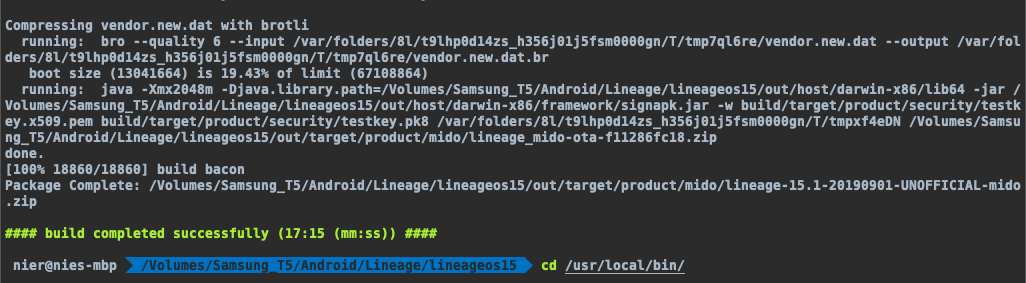 Compressing vendor.new.dat with brotli
  running:  bro --quality 6 --input /var/folders/8l/t9lhp0d14zs_h356j01j5fsm0000gn/T/tmp7ql6re/vendor.new.dat --output /var/fol
ders/8l/t9lhp0d14zs_h356j01j5fsm0000gn/T/tmp7ql6re/vendor.new.dat.br
   boot size (13041664) is 19.43% of limit (67108864)
  running:  java -Xmx2048m -Djava.library.path=/Volumes/Samsung_T5/Android/Lineage/lineageos15/out/host/darwin-x86/lib64 -jar /
Volumes/Samsung_T5/Android/Lineage/lineageos15/out/host/darwin-x86/framework/signapk.jar -w build/target/product/security/testk
ey.x509.pem build/target/product/security/testkey.pk8 /var/folders/8l/t9lhp0d14zs_h356j01j5fsm0000gn/T/tmpxf4eDN /Volumes/Samsu
ng_T5/Android/Lineage/lineageos15/out/target/product/mido/lineage_mido-ota-f11286fc18.zip
done.
[100% 18860/18860] build bacon
Package Complete: /Volumes/Samsung_T5/Android/Lineage/lineageos15/out/target/product/mido/lineage-15.1-20190901-UNOFFICIAL-mido
.zip
#### build completed successfully (17:15 (mm:ss)) ####
nier@nies-mbp /Volumes/Samsung_T5/Android/Lineage/lineageos15 cd /usr/local/bin/